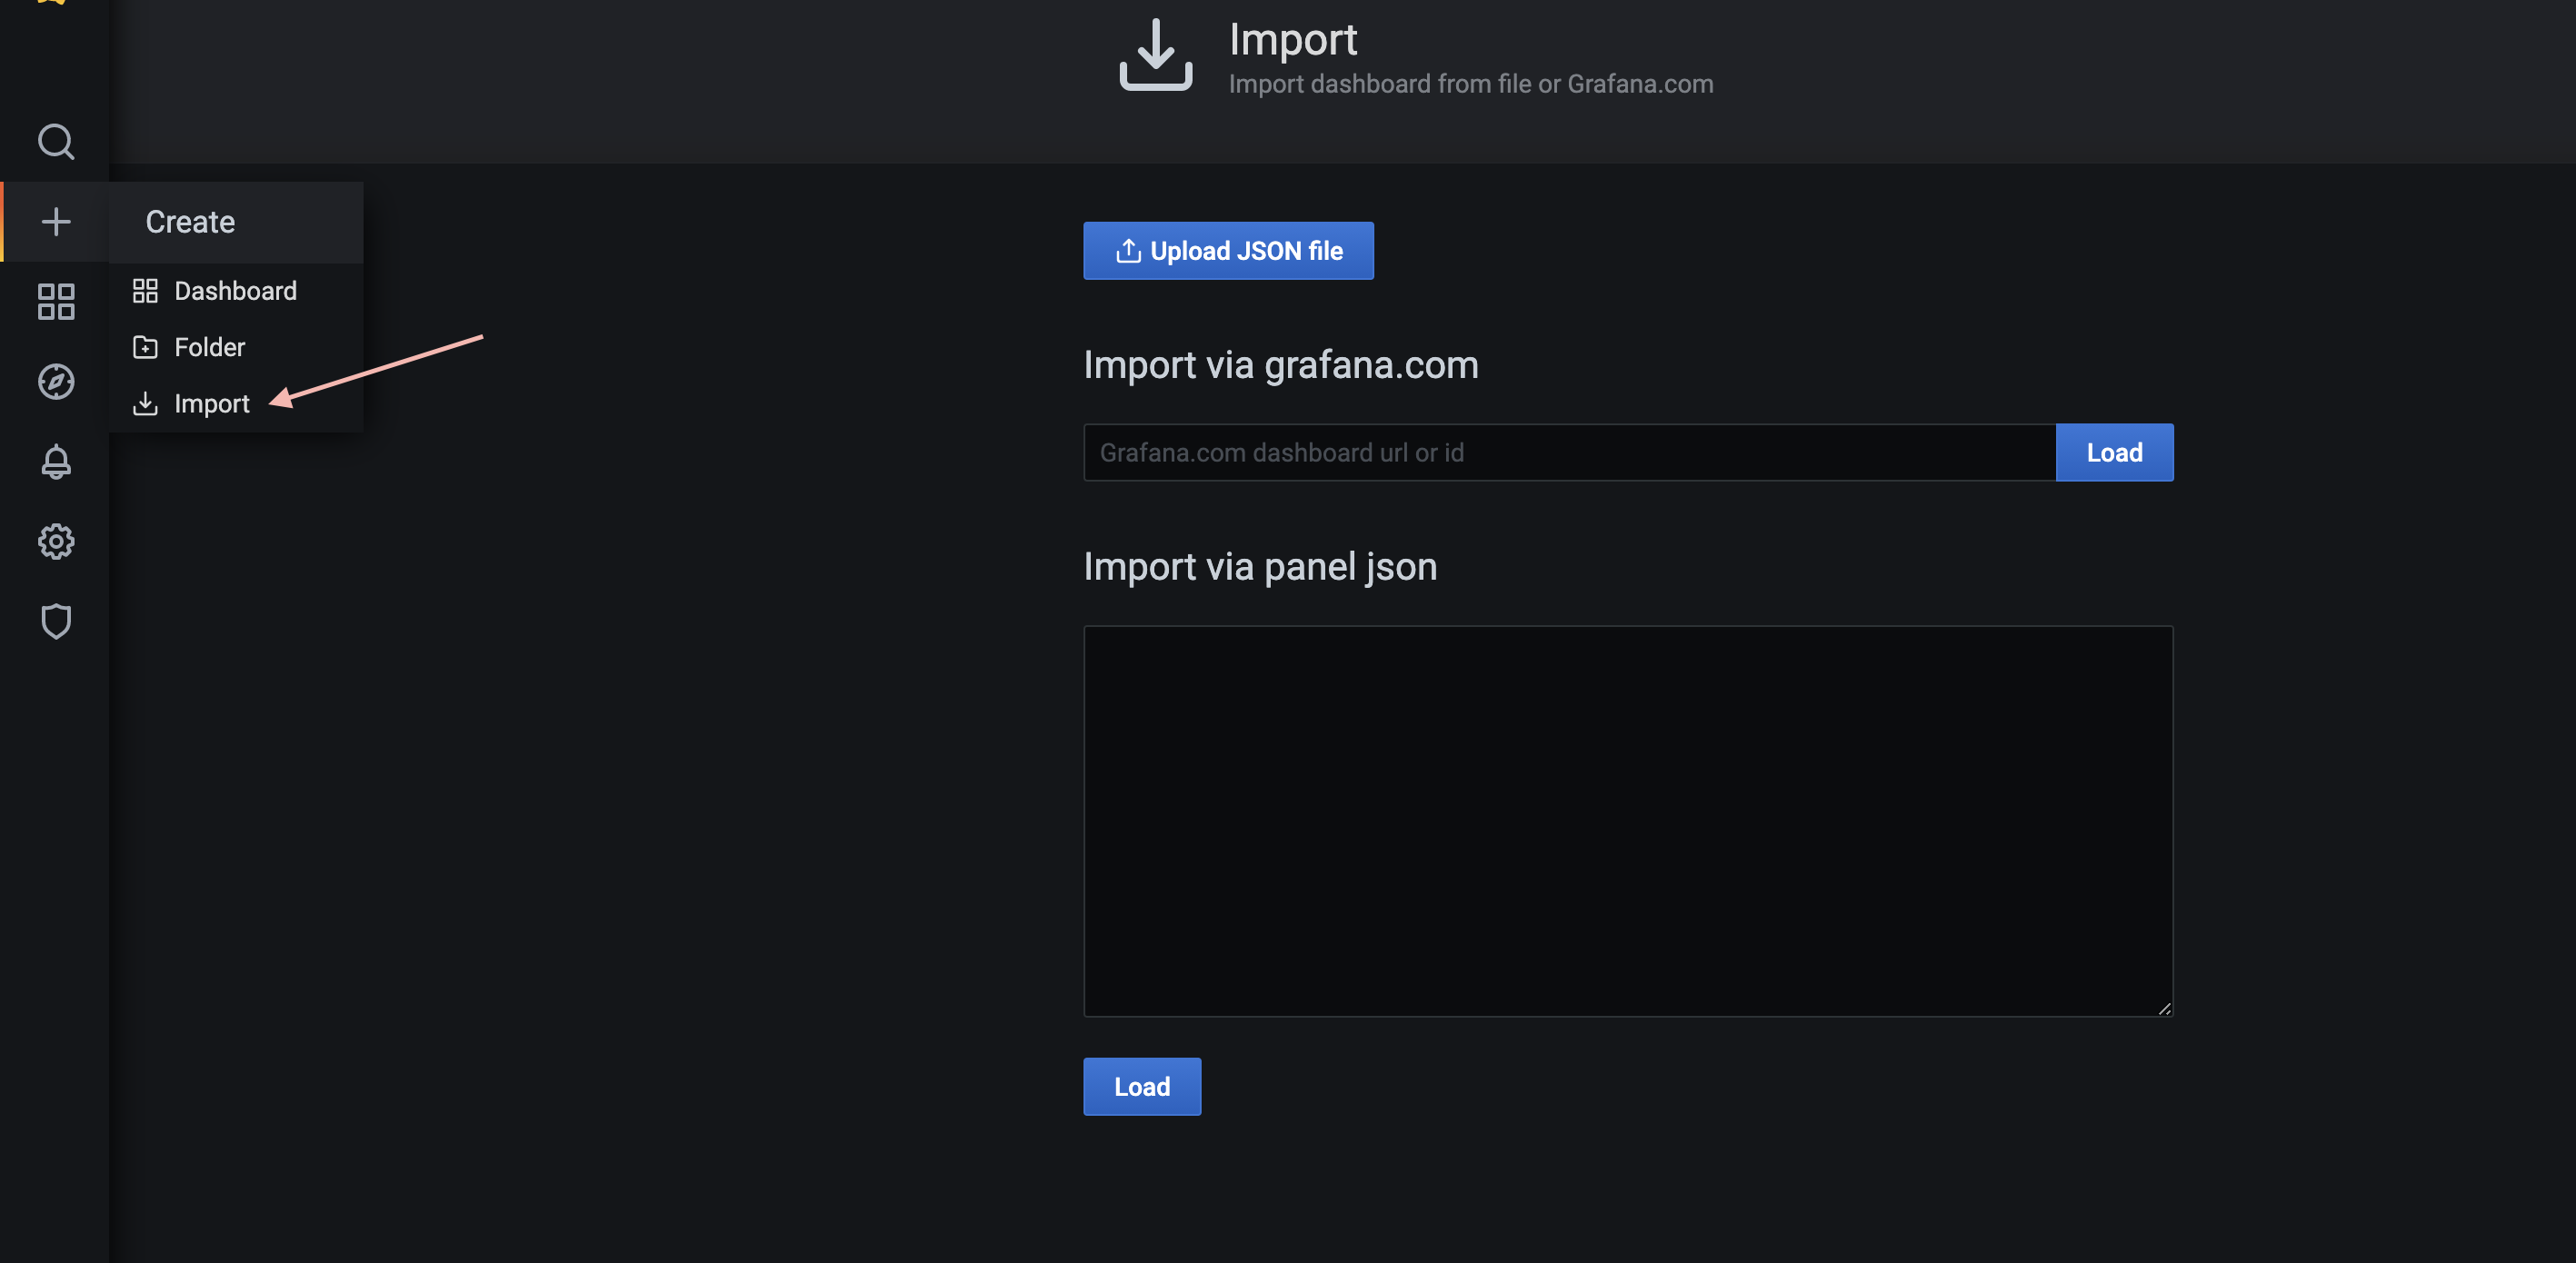 Import
Import dashboard from file or Grafana.com
Create
Dashboard
Folder
Import
Upload JSON file
Import via grafana.com
Grafana.com dashboard url or id
Load
Import via panel json
Load